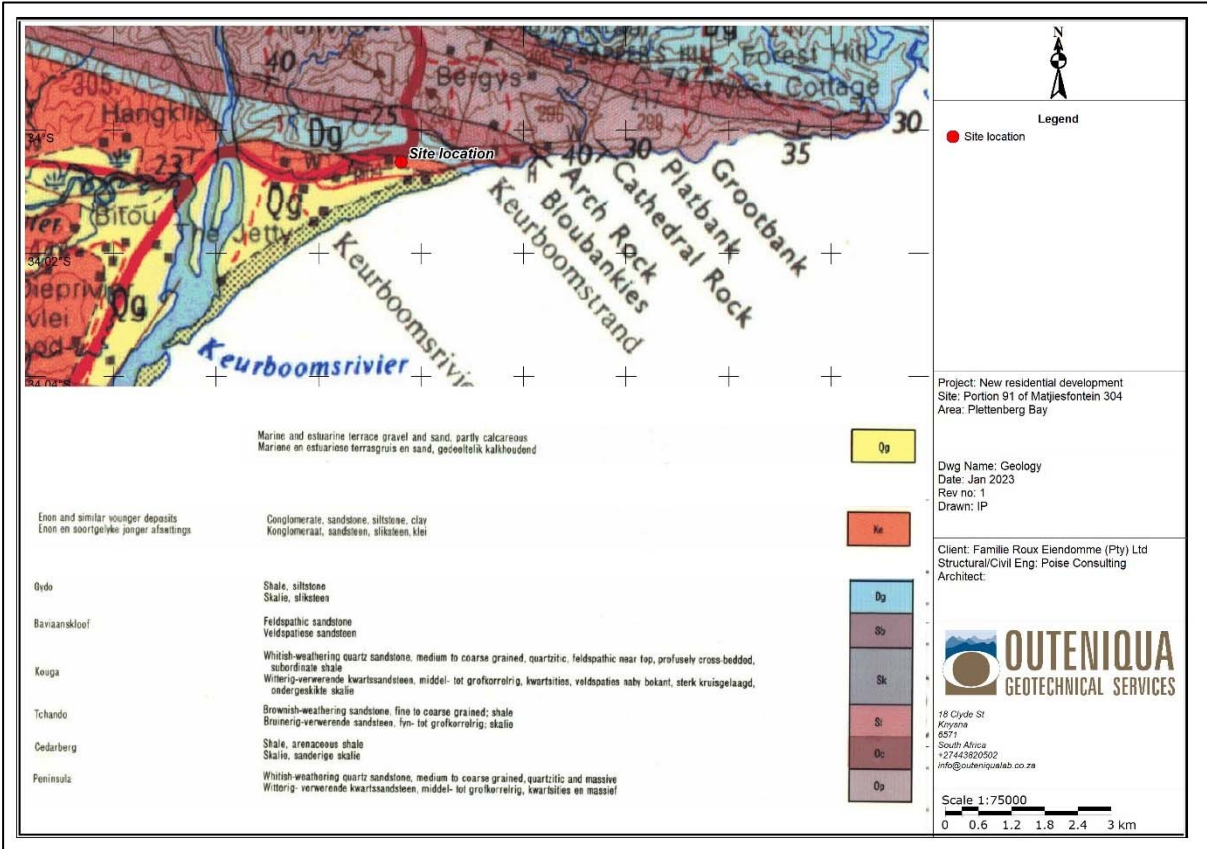 40
Bergys
Forest Hill
West Cottage
305
Hangklip
34°S
Dg
75
Site location
30
23
W
40
30
35
Qg
Bitou
The Jetty
Keurboomstrand
Bloubankies
Arch Rock
Cathedral Rock
Platbank
Grootbank
34.02°S
Qg
Keurboomsrivier
Keurboomsrivie
34.04°S
Marine and estuarine terrace gravel and sand, partly calcareous
Mariene en estuariese terrasgruis en sand, gedeeltelik kalkhoudend
Qg
Enon and similar younger deposits
Enon en soortgelyke jonger afsettings
Conglomerate, sandstone, siltstone, clay
Konglomeraat, sandsteen, sliksteen, klei
Ke
Gydo
Shale, siltstone
Skalie, sliksteen
Dg
Baviaanskloof
Feldspathic sandstone
Veldspatiese sandsteen
Sb
Kouga
Whitish-weathering quartz sandstone, medium to coarse grained, quartzitic, feldspathic near top, profusely cross-bedded,
subordinate shale
Witterig-verwerende kwartssandsteen, middel- tot grofkorrelrig, kwartsities, veldspaties naby bokant, sterk kruisgelaagd,
ondergeskikte skalie
Sk
Tchando
Brownish-weathering sandstone, fine to coarse grained; shale
Bruinerig-verwerende sandsteen, fyn- tot grofkorrelrig; skalie
Cedarberg
Shale, arenaceous shale
Skalie, sanderige skalie
Oc
Peninsula
Whitish-weathering quartz sandstone, medium to coarse grained, quartzitic and massive
Witterig- verwerende kwartssandsteen, middel- tot grofkorrelrig, kwartsities en massief
Op
N
Legend
Site location
Project: New residential development
Site: Portion 91 of Matjiesfontein 304
Area: Plettenberg Bay
Dwg Name: Geology
Date: Jan 2023
Rev no: 1
Drawn: IP
Client: Familie Roux Eiendomme (Pty) Ltd
Structural/Civil Eng: Poise Consulting
Architect:
OUTENIQUA
GEOTECHNICAL SERVICES
18 Clyde St
Knysna
6571
South Africa
+27443820502
info@outeniqualab.co.za
Scale 1:75000
0 0.6 1.2 1.8 2.4 3 km